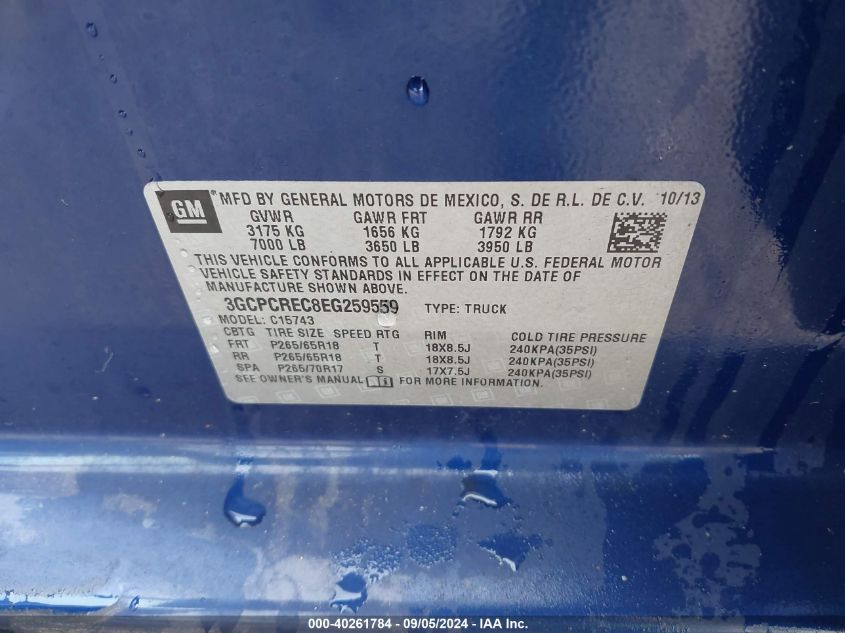 GM MFD BY GENERAL MOTORS DE MEXICO, S. DE R.L. DE C.V. 10/13
GVWR GAWR FRT GAWR RR
3175 KG 1656 KG 1792 KG
7000 LB 3650 LB 3950 LB
THIS VEHICLE CONFORMS TO ALL APPLICABLE U.S. FEDERAL MOTOR
VEHICLE SAFETY STANDARDS IN EFFECT ON THE DATE OF
MANUFACTURE SHOWN ABOVE.
3GCPCREC8EG259559 TYPE: TRUCK
MODEL: C15743
CBTG TIRE SIZE SPEED RTG RIM COLD TIRE PRESSURE
FRT P265/65R18 T 18X8.5J 240KPA(35PSI)
RR P265/65R18 T 18X8.5J 240KPA(35PSI)
SPA P265/70R17 S 17X7.5J 240KPA(35PSI)
SEE OWNER'S MANUAL FOR MORE INFORMATION.
000-40261784 - 09/05/2024 - IAA Inc.